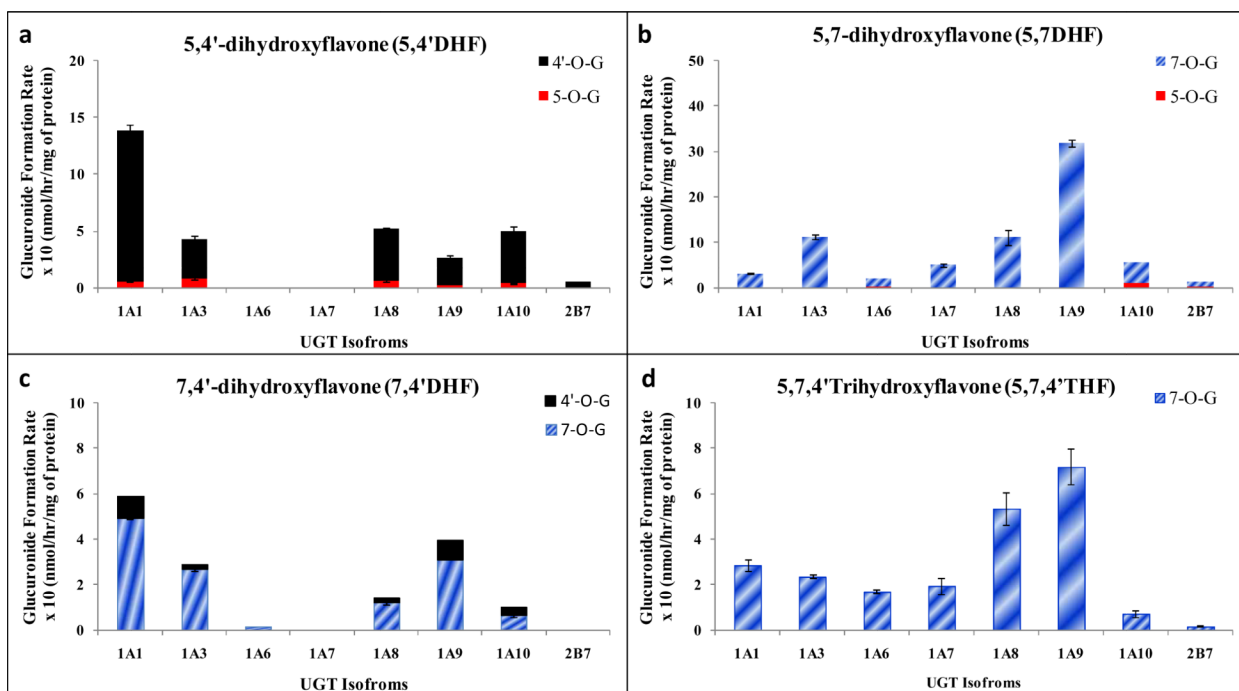 a
5,4'-dihydroxyflavone (5,4'DHF)
Glucuronide Formation Rate
x 10 (nmol/hr/mg of protein)
20
15
10
5
0
4'-O-G
5-O-G
1A1 1A3 1A6 1A7 1A8 1A9 1A10 2B7
UGT Isofroms
b
5,7-dihydroxyflavone (5,7DHF)
Glucuronide Formation Rate
x 10 (nmol/hr/mg of protein)
50
40
30
20
10
0
7-O-G
5-O-G
1A1 1A3 1A6 1A7 1A8 1A9 1A10 2B7
UGT Isofroms
c
7,4'-dihydroxyflavone (7,4'DHF)
Glucuronide Formation Rate
x 10 (nmol/hr/mg of protein)
10
8
6
4
2
0
4'-O-G
7-O-G
1A1 1A3 1A6 1A7 1A8 1A9 1A10 2B7
UGT Isofroms
d
5,7,4'Trihydroxyflavone (5,7,4’THF)
Glucuronide Formation Rate
x 10 (nmol/hr/mg of protein)
10
8
6
4
2
0
7-O-G
1A1 1A3 1A6 1A7 1A8 1A9 1A10 2B7
UGT Isofroms